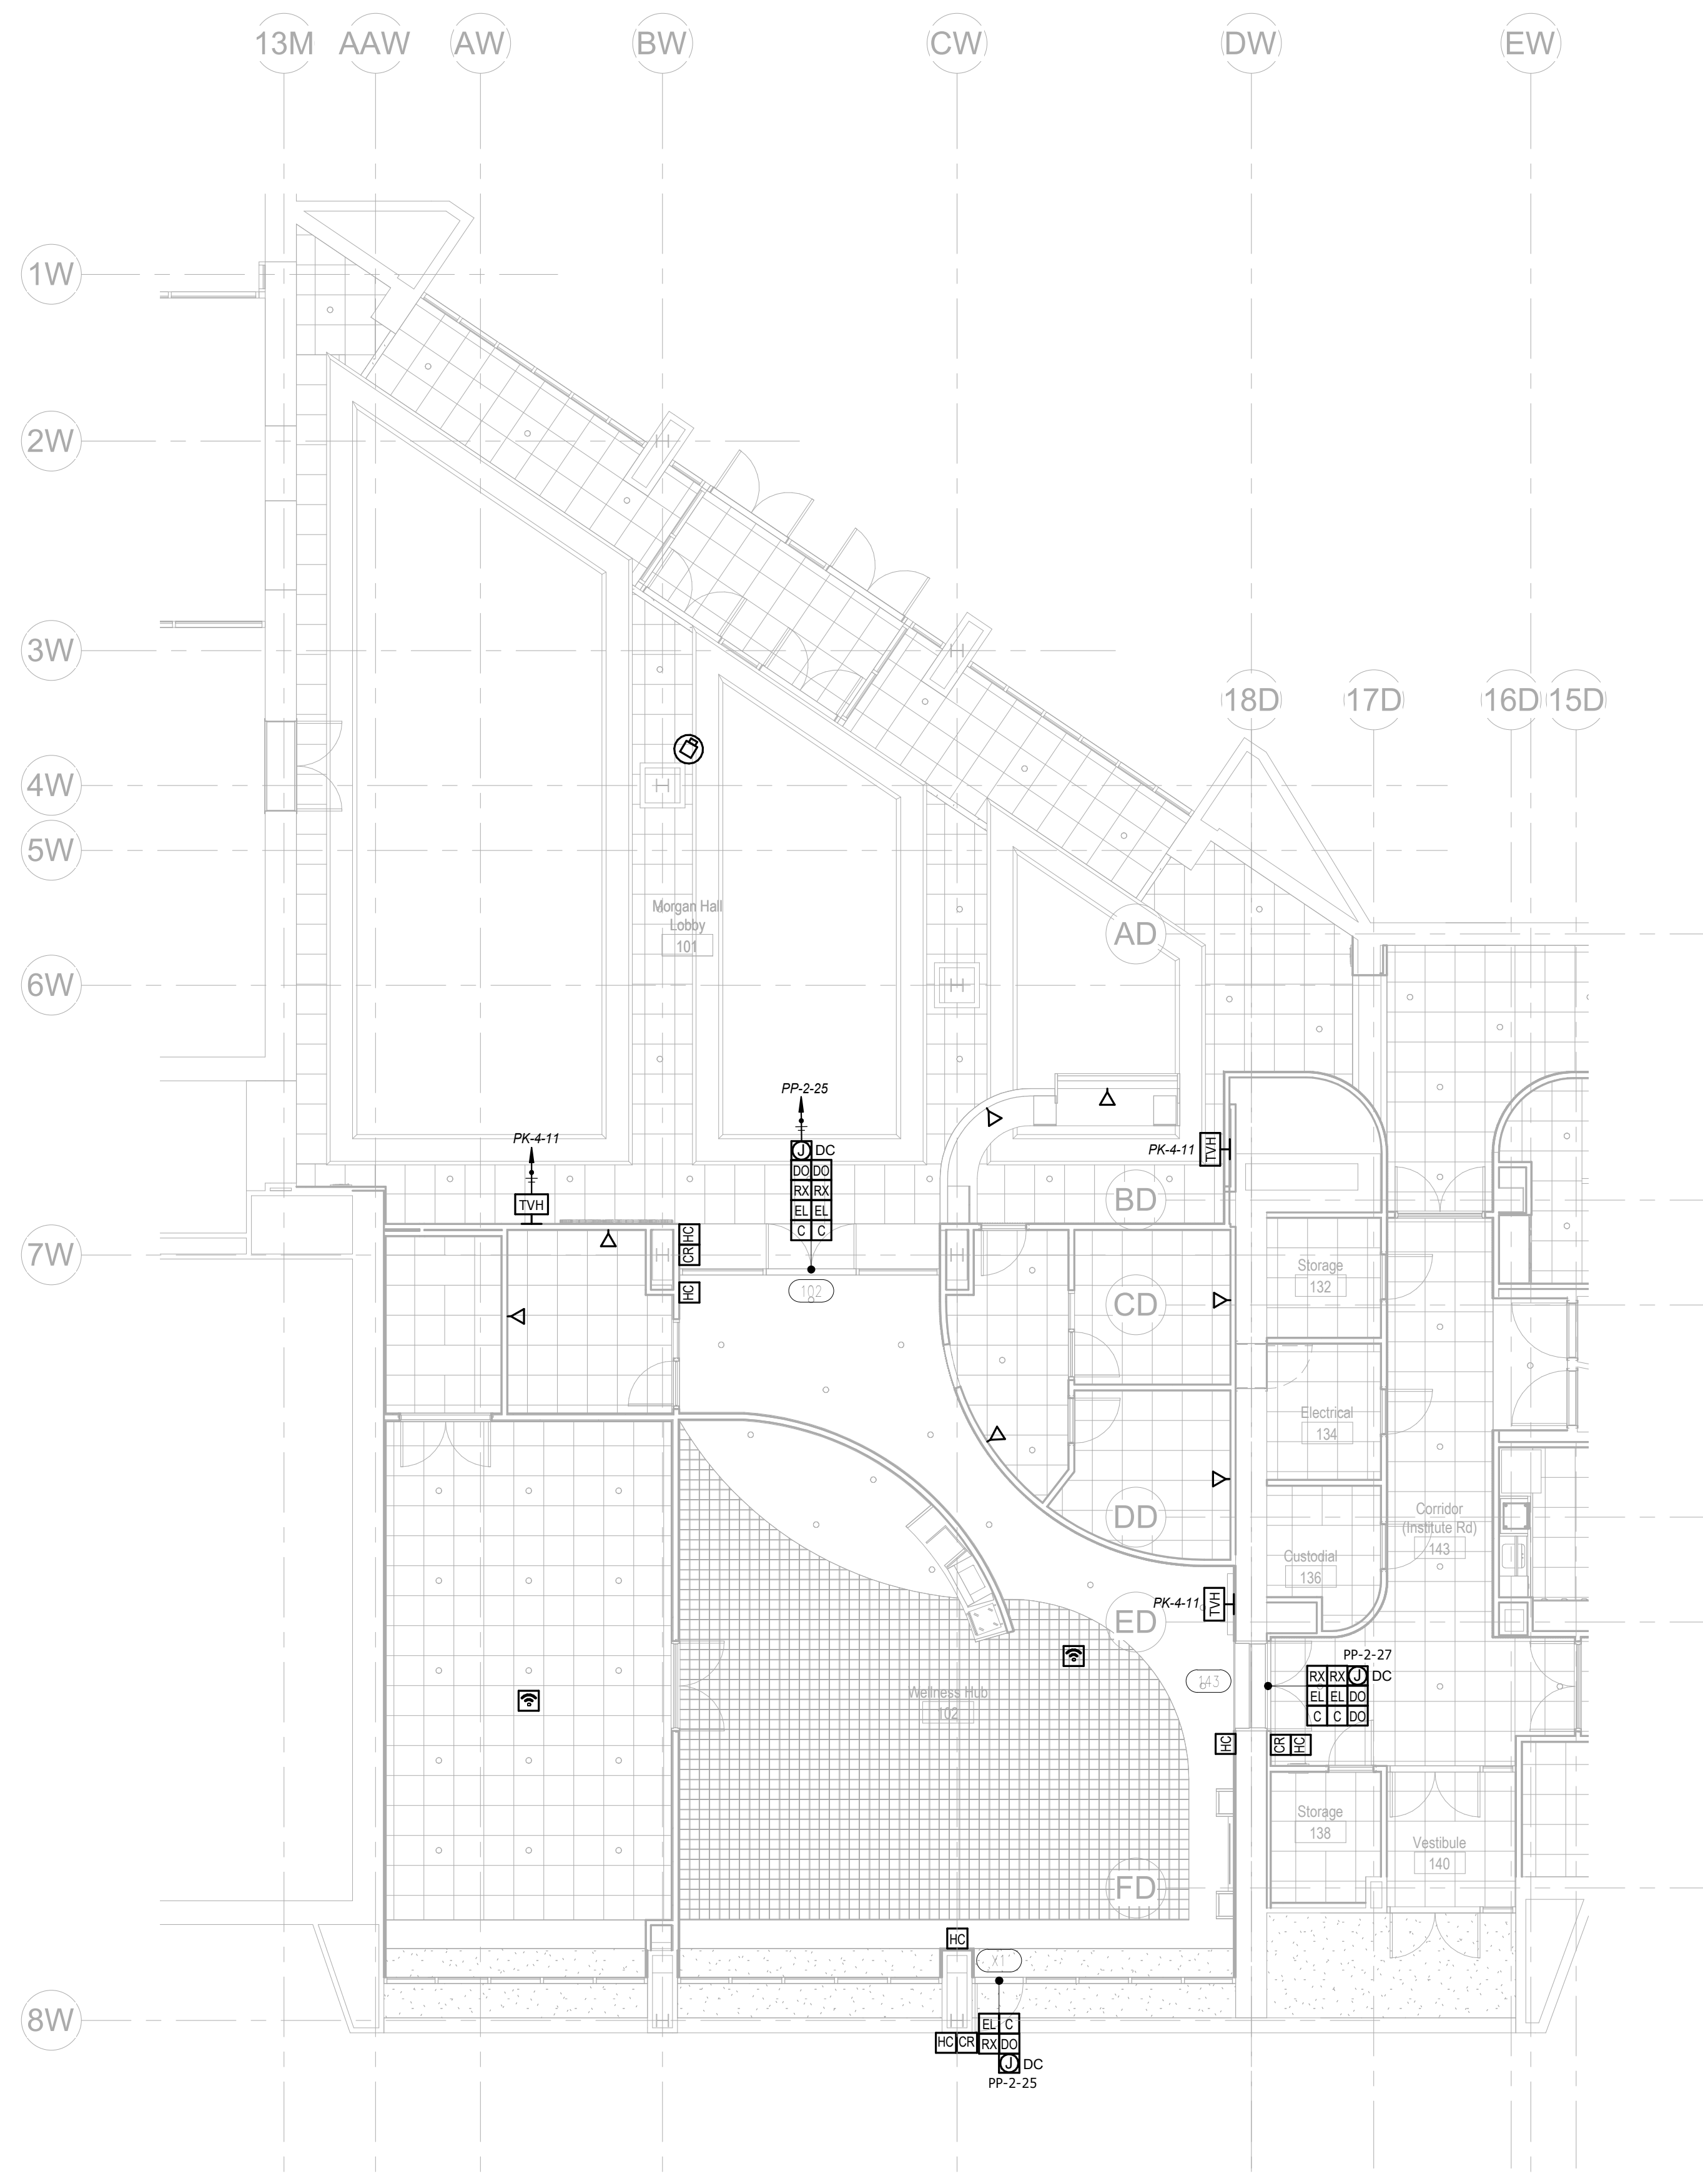 13M AAW AW BW CW DW EW
1W
2W
3W
18D 17D 16D 15D
4W
5W
Morgan Hall
Lobby
101
AD
6W
PP-2-25
PK-4-11
J DC
PK-4-11 TVH
DO DO
RX RX
TVH
EL EL
BD
C C
HC
CR
7W
HC
102
Storage
132
CD
Electrical
134
DD
Corridor
(Institute Rd)
143
Custodial
136
PK-4-11 TVH
ED
PP-2-27
143
RX RX J DC
EL EL DO
C C DO
Wellness Hub
102
HC
CR HC
Storage
138
Vestibule
140
FD
HC
X1
8W
EL C
HC CR RX DO
J DC
PP-2-25